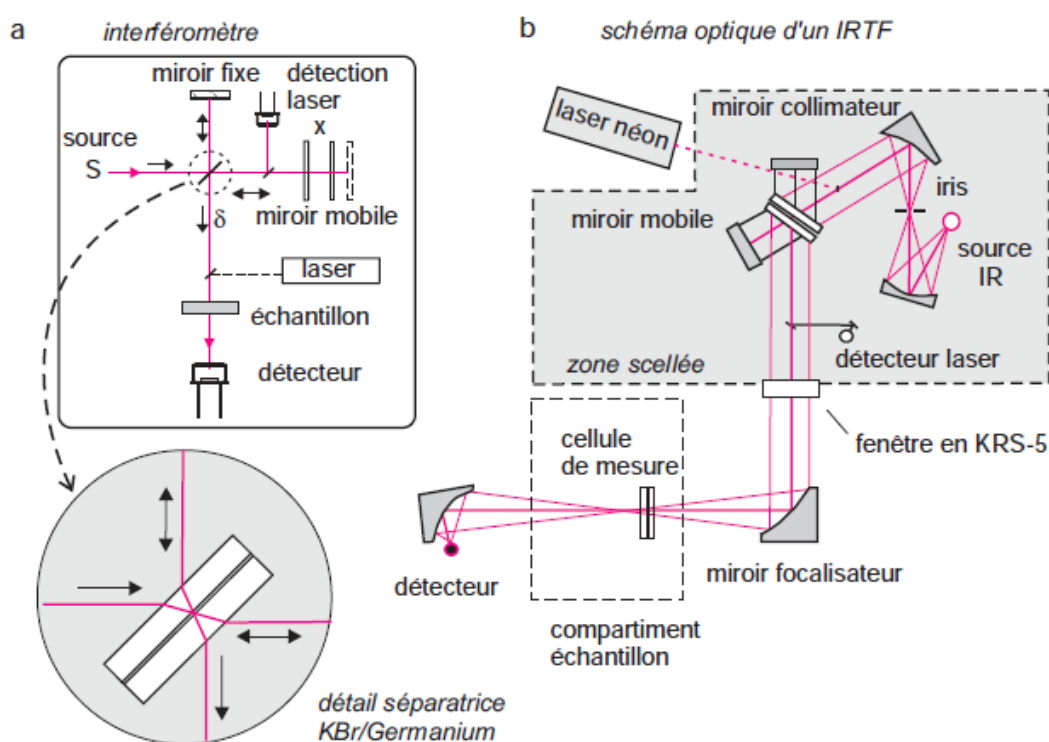 a
interféromètre
miroir fixe
détection
laser
x
source
S
miroir mobile
δ
laser
échantillon
détecteur
détail séparatrice
KBr/Germanium
b
schéma optique d'un IRTF
laser néon
miroir collimateur
iris
miroir mobile
source
IR
détecteur laser
zone scellée
fenêtre en KRS-5
cellule
de mesure
détecteur
miroir focalisateur
compartiment
échantillon